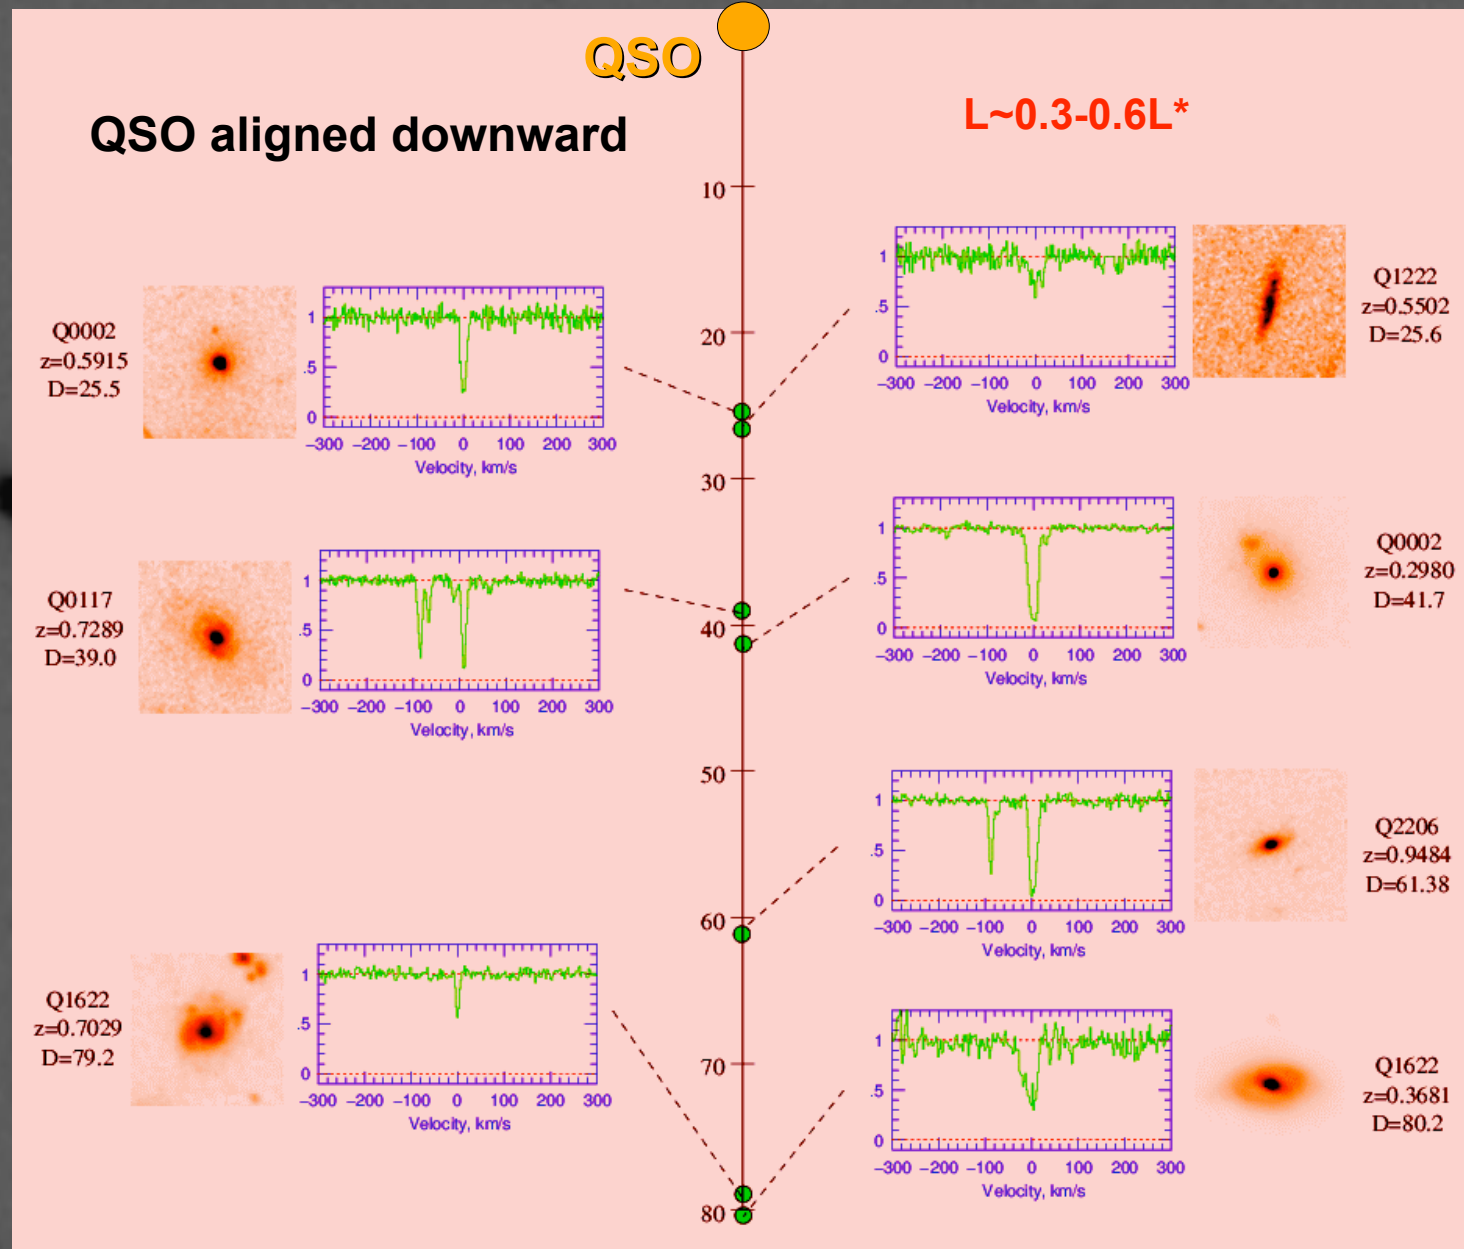 QSO
QSO aligned downward
L~0.3-0.6L*
10
20
30
40
50
60
70
80
Q0002
z=0.5915
D=25.5
1
.5
0
−300 −200 −100 0 100 200 300
Velocity, km/s
Q1222
z=0.5502
D=25.6
1
.5
0
−300 −200 −100 0 100 200 300
Velocity, km/s
Q0117
z=0.7289
D=39.0
1
.5
0
−300 −200 −100 0 100 200 300
Velocity, km/s
Q0002
z=0.2980
D=41.7
1
.5
0
−300 −200 −100 0 100 200 300
Velocity, km/s
Q2206
z=0.9484
D=61.38
1
.5
0
−300 −200 −100 0 100 200 300
Velocity, km/s
Q1622
z=0.7029
D=79.2
1
.5
0
−300 −200 −100 0 100 200 300
Velocity, km/s
Q1622
z=0.3681
D=80.2
1
.5
0
−300 −200 −100 0 100 200 300
Velocity, km/s